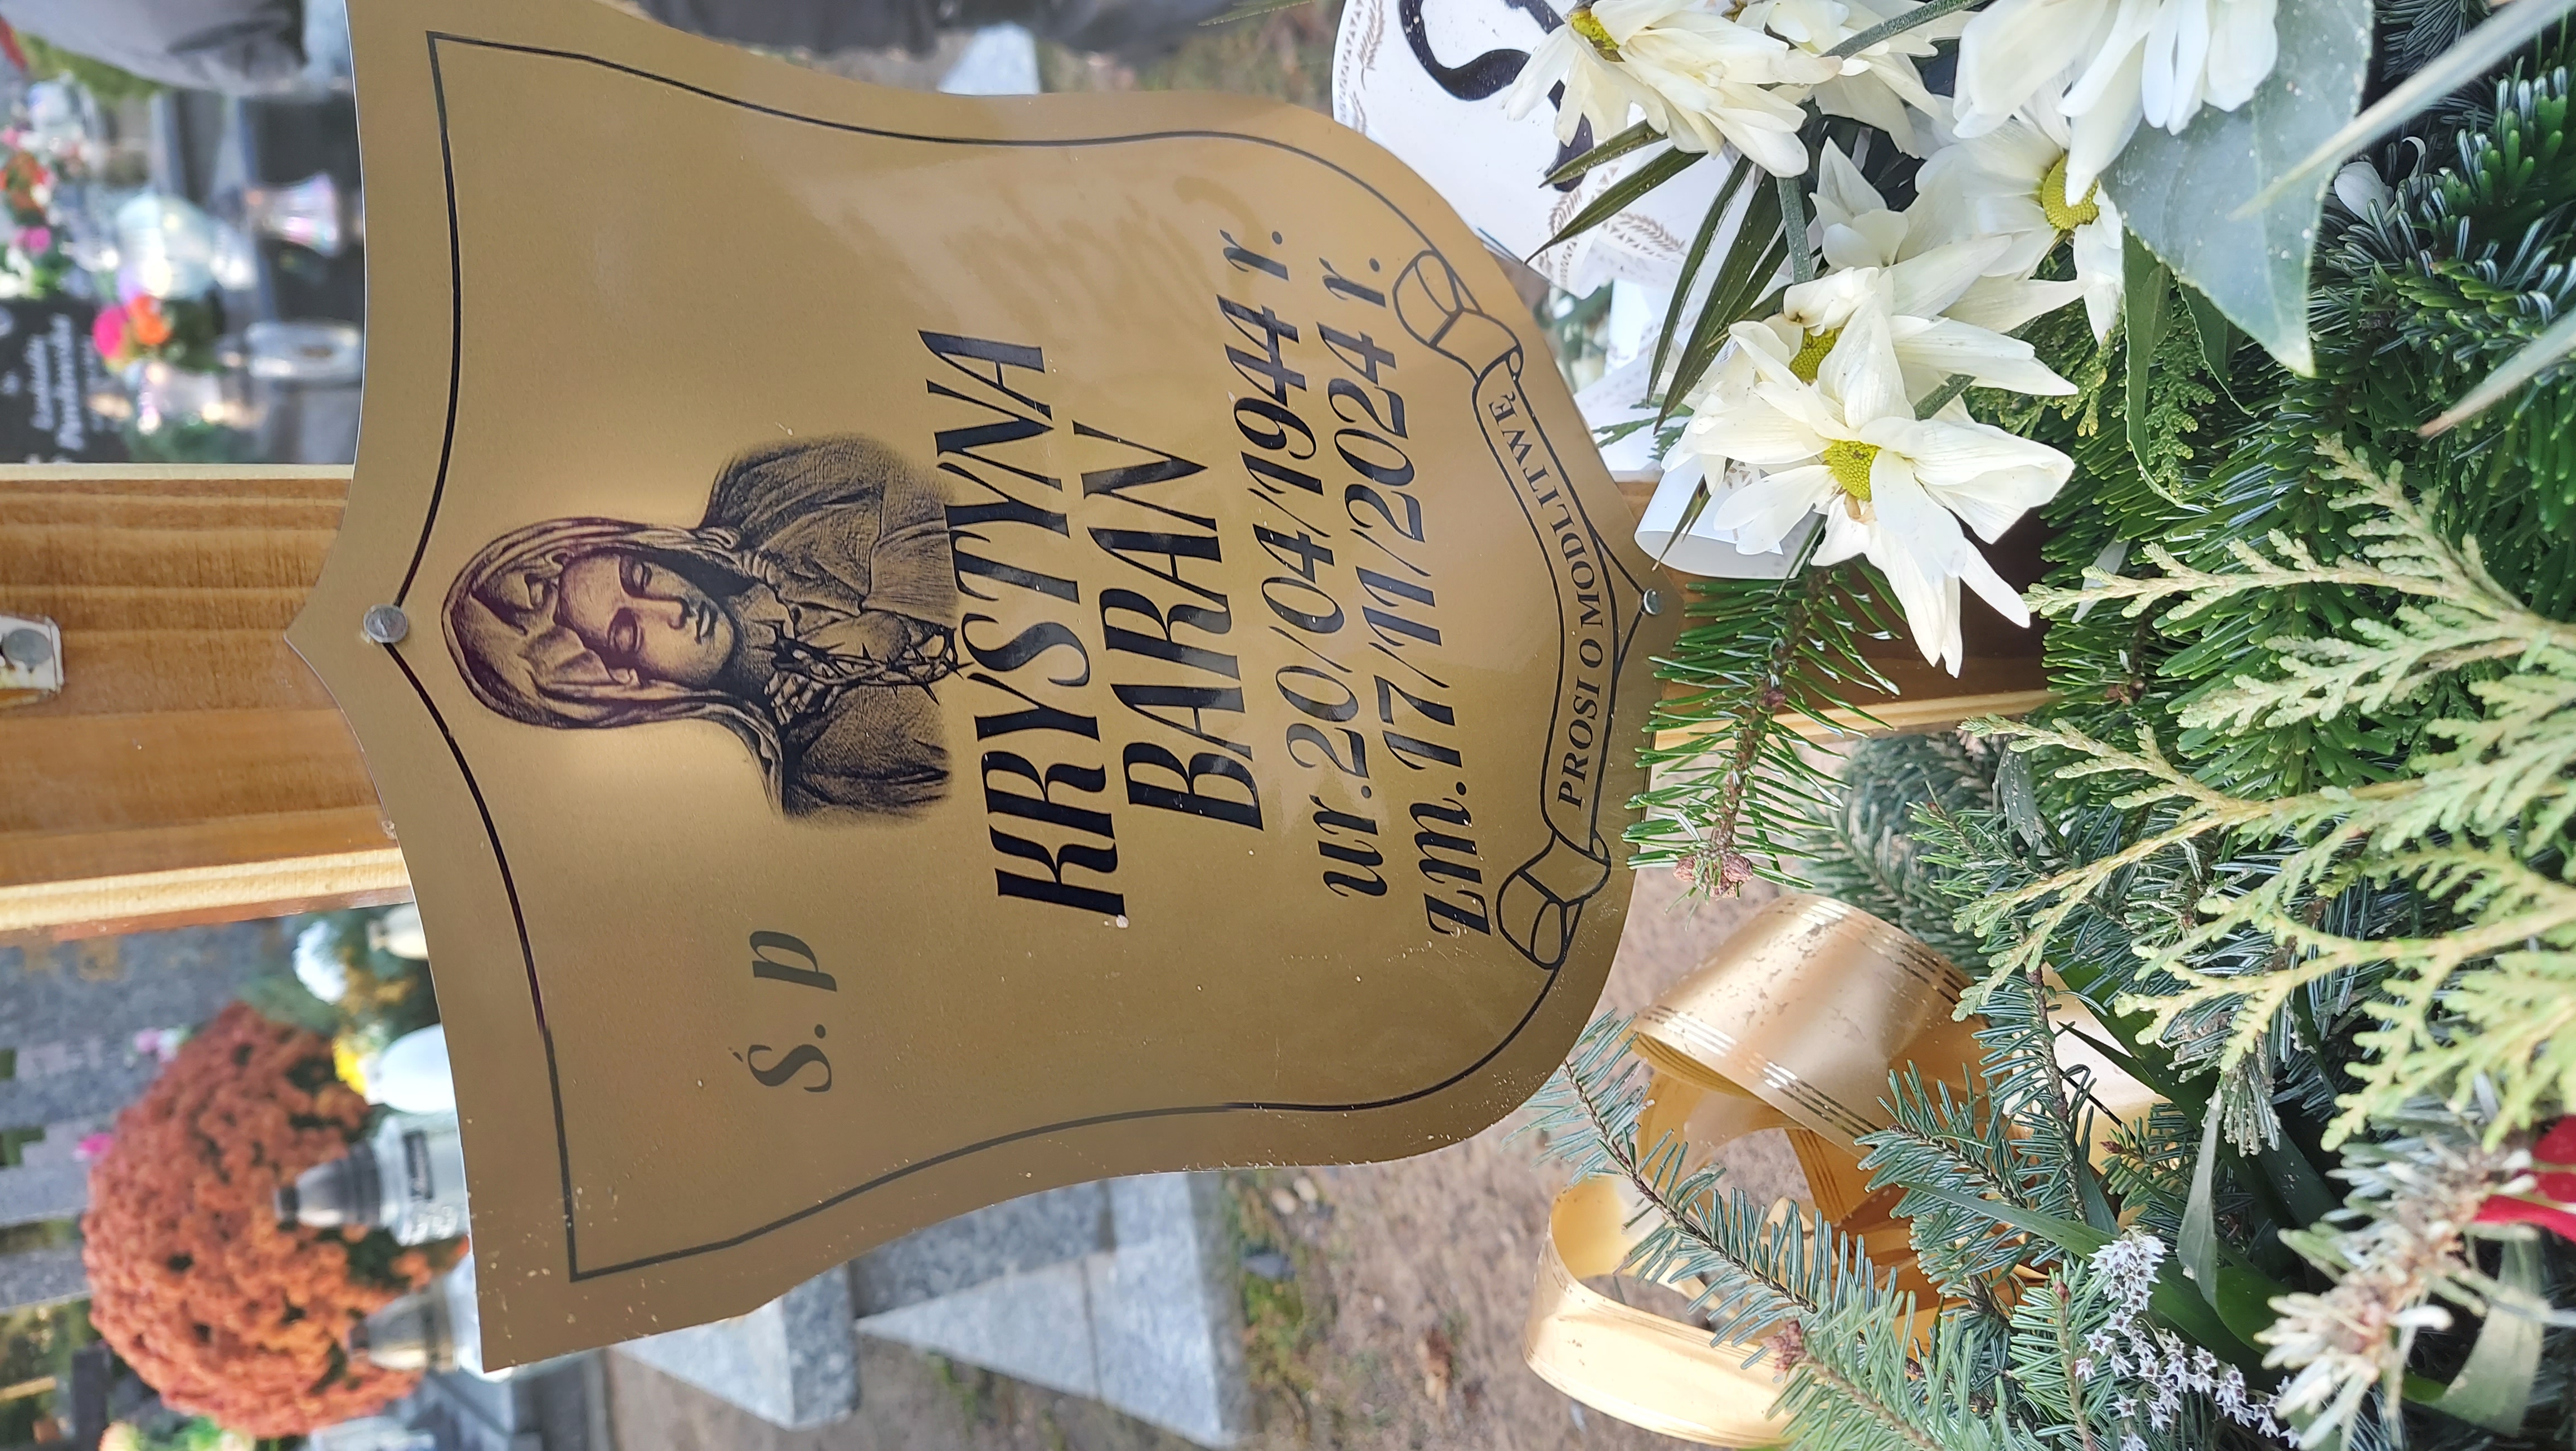 Ś. p
KRYSTYNA
BARAN
ur.20/04/1944 r.
zm.17/11/2024 r.
PROSI O MODLITWĘ,